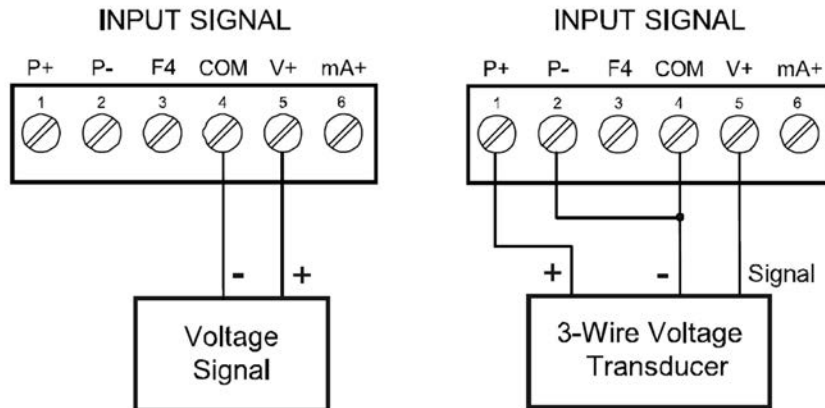 INPUT SIGNAL
P+ P- F4 COM V+ mA+
1 2 3 4 5 6
- +
Voltage
Signal
INPUT SIGNAL
P+ P- F4 COM V+ mA+
1 2 3 4 5 6
+ - Signal
3-Wire Voltage
Transducer